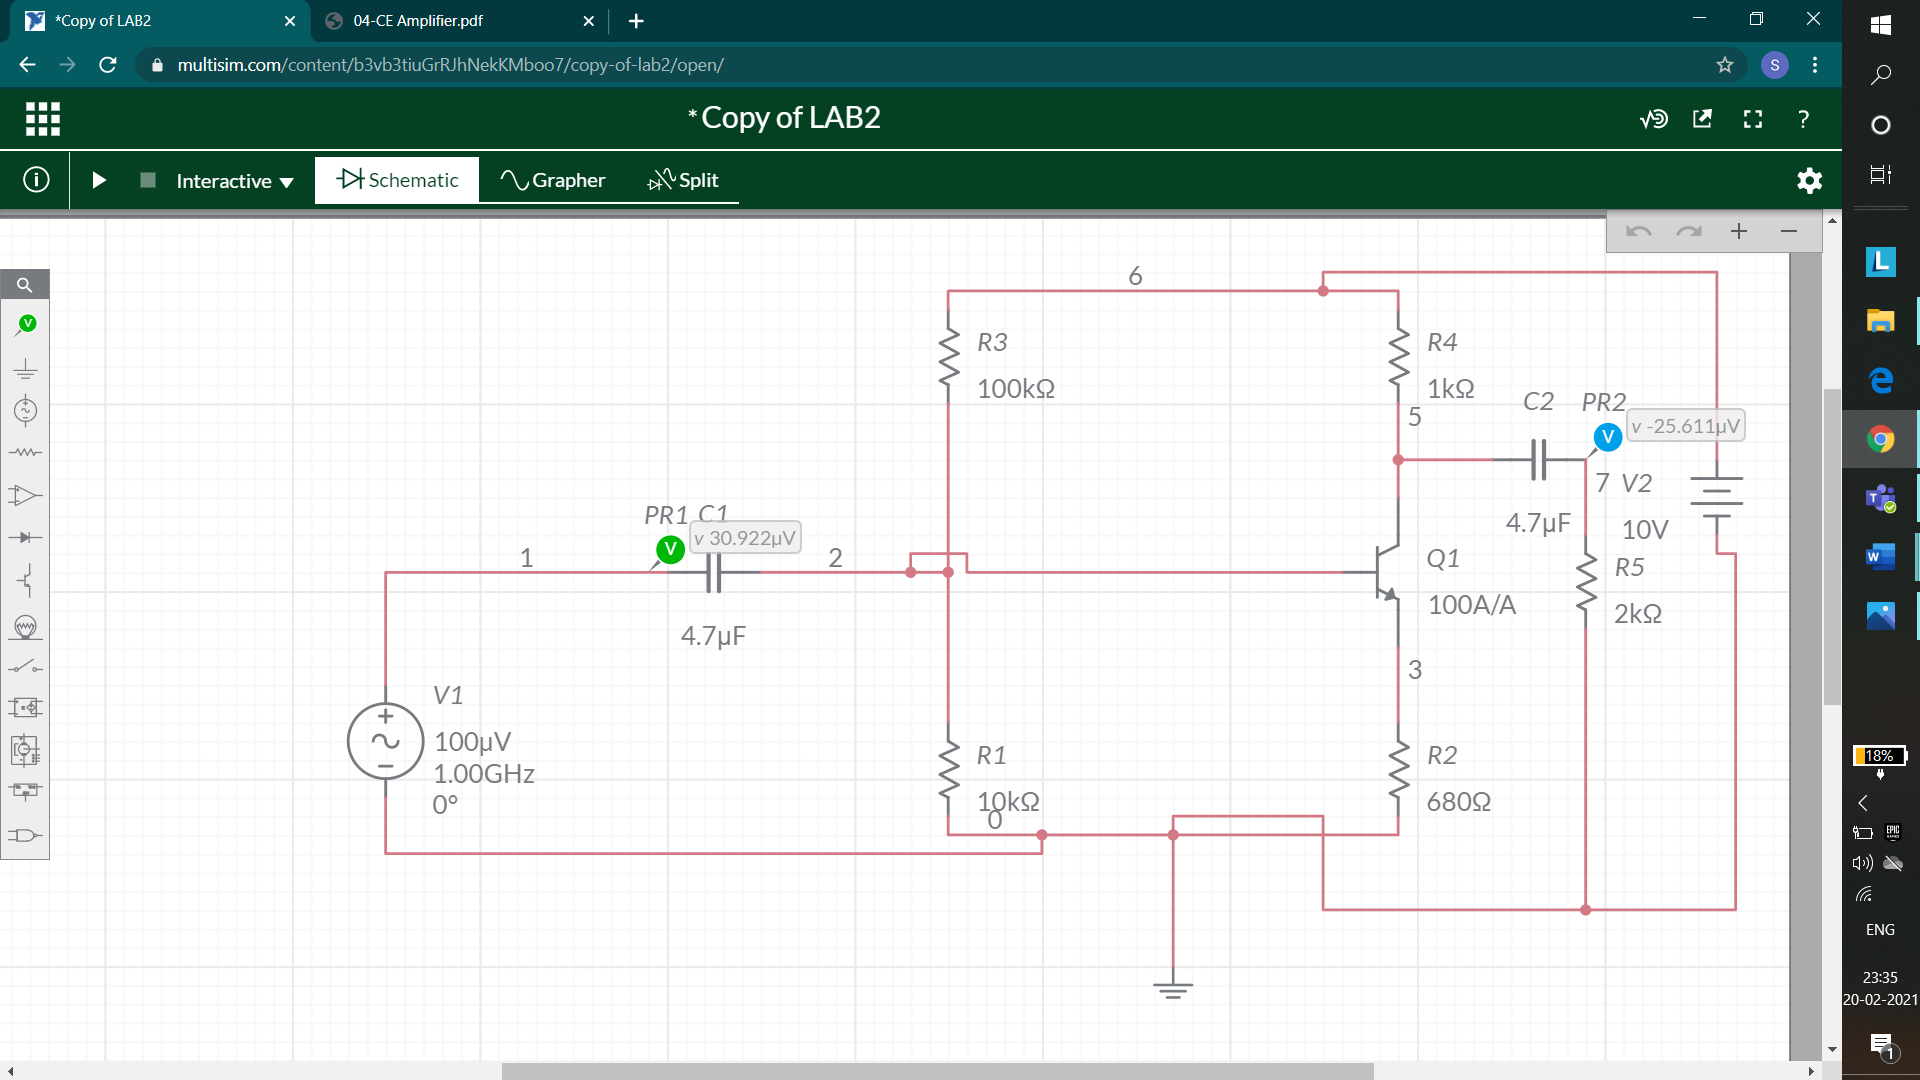 *Copy of LAB2
04-CE Amplifier.pdf
multisim.com/content/b3vb3tiuGrRJhNekKMboo7/copy-of-lab2/open/
S
*Copy of LAB2
?
Interactive
Schematic
Grapher
Split
V
6
R3
100kΩ
R4
1kΩ
5
C2
PR2
V
v -25.611µV
7
V2
10V
4.7µF
PR1
C1
V
v 30.922µV
1
2
4.7µF
Q1
100A/A
R5
2kΩ
3
V1
100µV
1.00GHz
0°
R1
10kΩ
0
R2
680Ω
L
T
W
18%
EPIC
ENG
23:35
20-02-2021
1